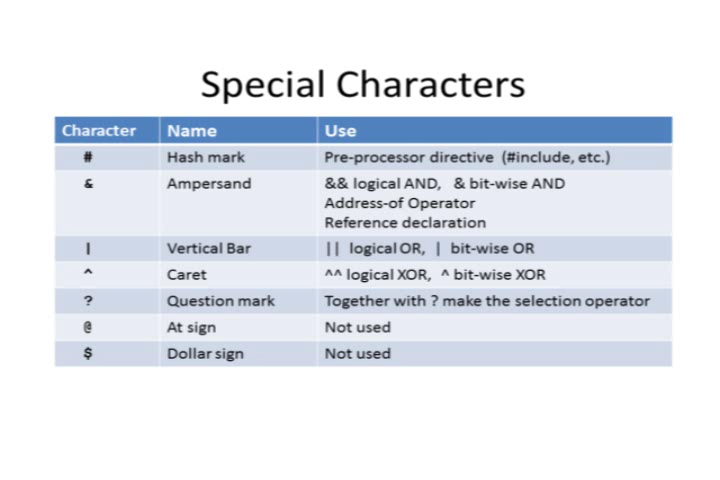 Special Characters
Character Name Use
# Hash mark Pre-processor directive (#include, etc.)
& Ampersand && logical AND, & bit-wise AND
Address-of Operator
Reference declaration
| Vertical Bar || logical OR, | bit-wise OR
^ Caret ^^ logical XOR, ^ bit-wise XOR
? Question mark Together with ? make the selection operator
@ At sign Not used
$ Dollar sign Not used